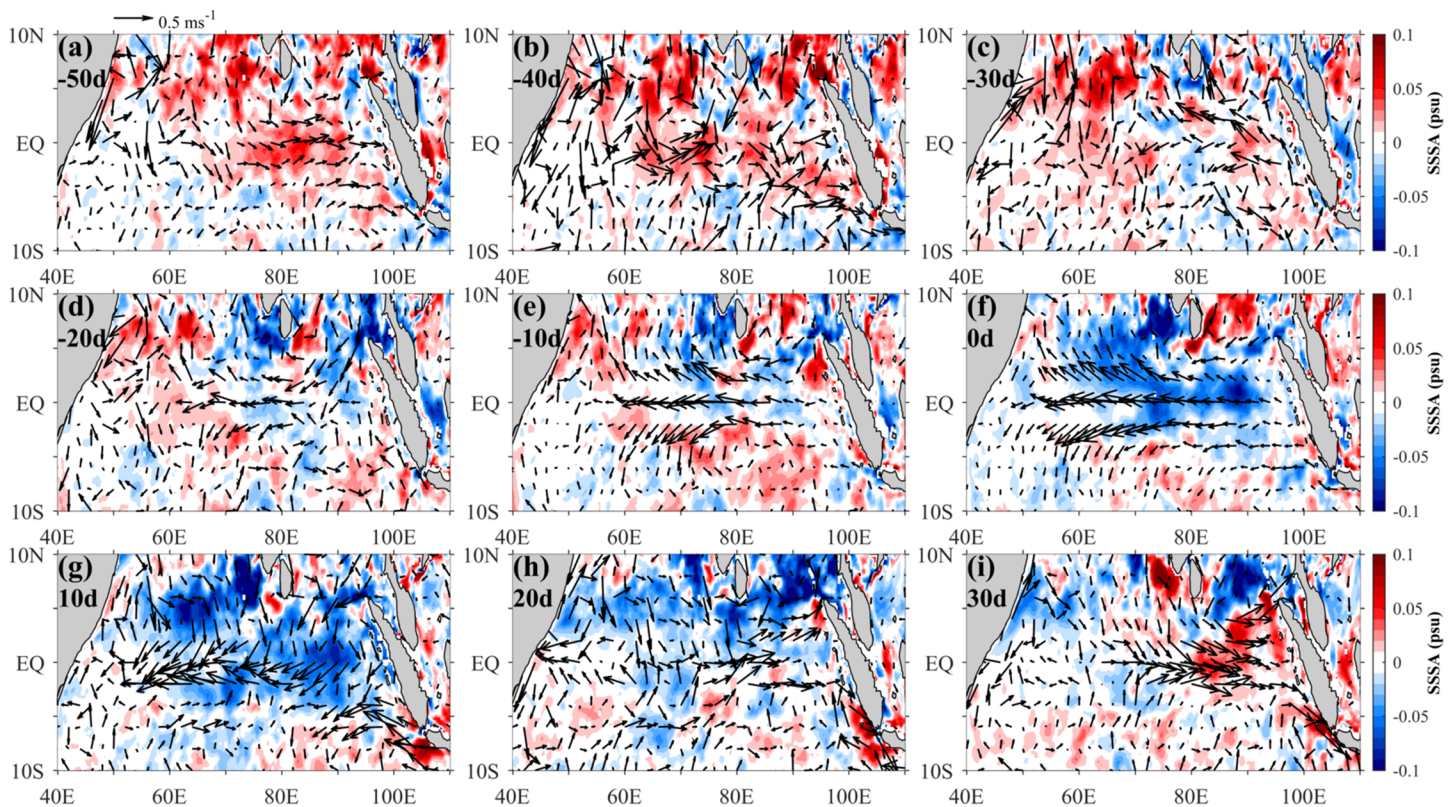 0.5 ms-1
10N (a) (b) (c) 0.1
-50d -40d -30d 0.05
EQ EQ EQ 0 SSSA (psu)
-0.05
10S 10S 10S -0.1
40E 60E 80E 100E 40E 60E 80E 100E 40E 60E 80E 100E
10N (d) 10N (e) 10N (f) 0.1
-20d -10d 0d 0.05
EQ EQ EQ 0 SSSA (psu)
-0.05
10S 10S 10S -0.1
40E 60E 80E 100E 40E 60E 80E 100E 40E 60E 80E 100E
10N (g) 10N (h) 10N (i) 0.1
10d 20d 30d 0.05
EQ EQ EQ 0 SSSA (psu)
-0.05
10S 10S 10S -0.1
40E 60E 80E 100E 40E 60E 80E 100E 40E 60E 80E 100E